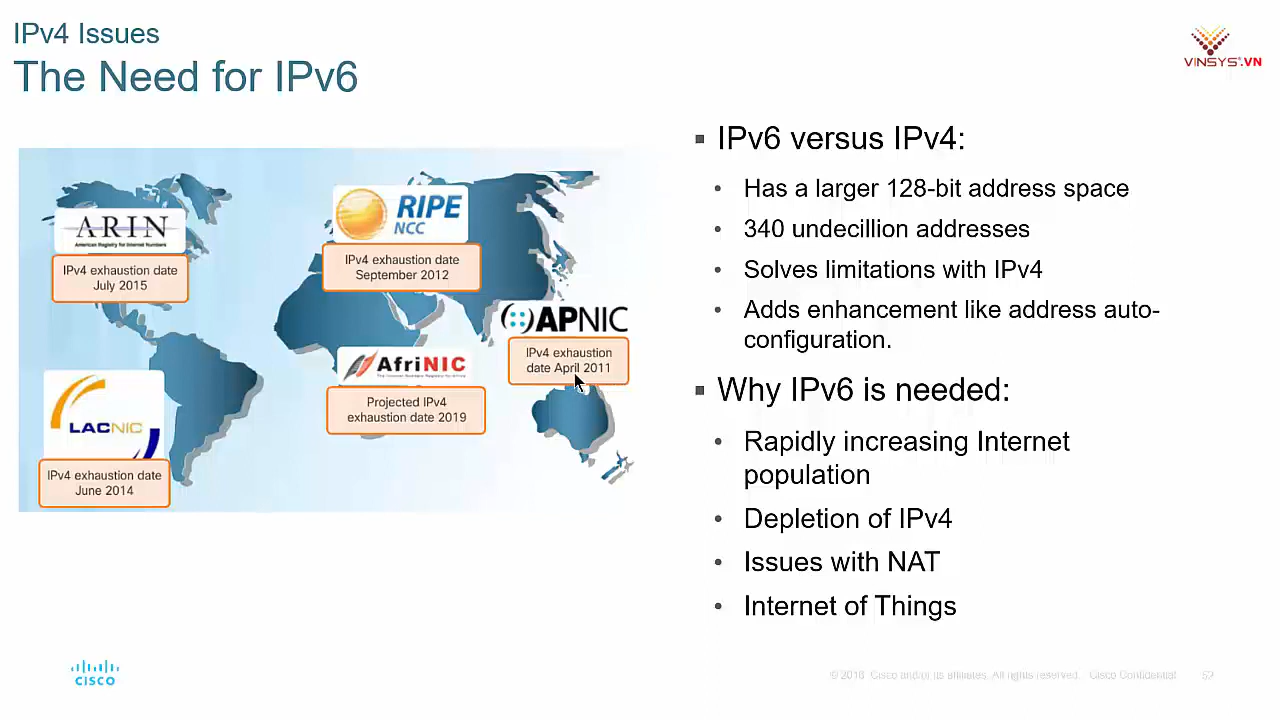 IPv4 Issues
The Need for IPv6
VINSYS®.VN
ARIN
American Registry for Internet Numbers
IPv4 exhaustion date
July 2015
RIPE
NCC
IPv4 exhaustion date
September 2012
APNIC
IPv4 exhaustion
date April 2011
AfriNIC
Projected IPv4
exhaustion date 2019
LACNIC
IPv4 exhaustion date
June 2014
IPv6 versus IPv4:
Has a larger 128-bit address space
340 undecillion addresses
Solves limitations with IPv4
Adds enhancement like address auto-
configuration.
Why IPv6 is needed:
Rapidly increasing Internet
population
Depletion of IPv4
Issues with NAT
Internet of Things
CISCO
Cisco and/or its affiliates. All rights reserved. Cisco Confidential